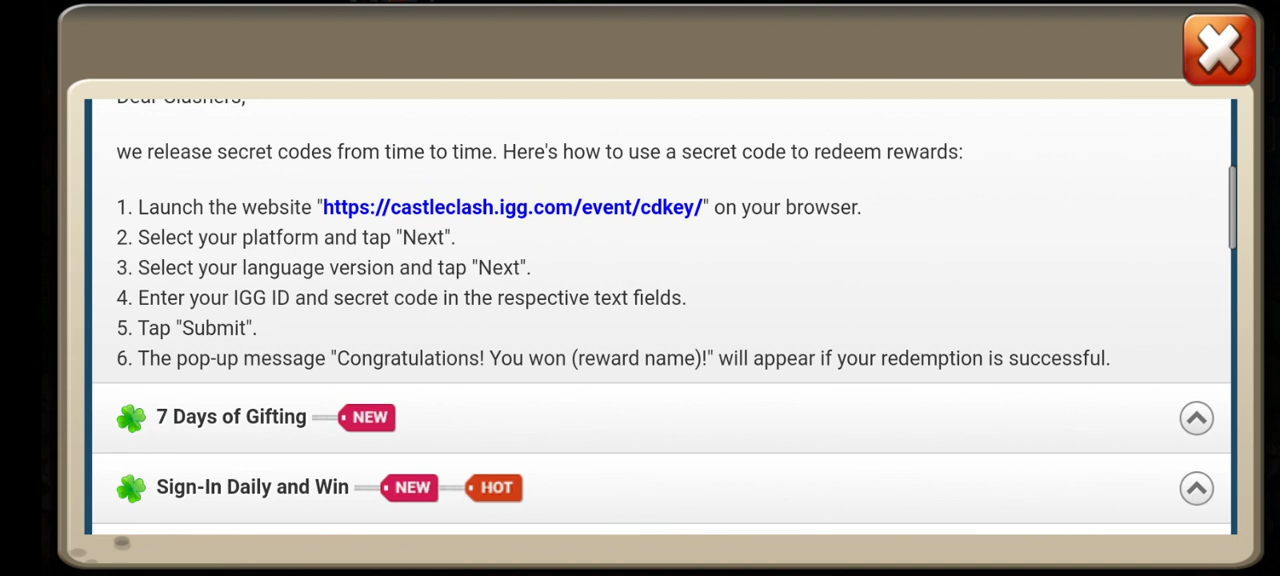 Dear Clashers,
we release secret codes from time to time. Here's how to use a secret code to redeem rewards:
1. Launch the website "https://castleclash.igg.com/event/cdkey/" on your browser.
2. Select your platform and tap "Next".
3. Select your language version and tap "Next".
4. Enter your IGG ID and secret code in the respective text fields.
5. Tap "Submit".
6. The pop-up message "Congratulations! You won (reward name)!" will appear if your redemption is successful.
7 Days of Gifting NEW
Sign-In Daily and Win NEW HOT